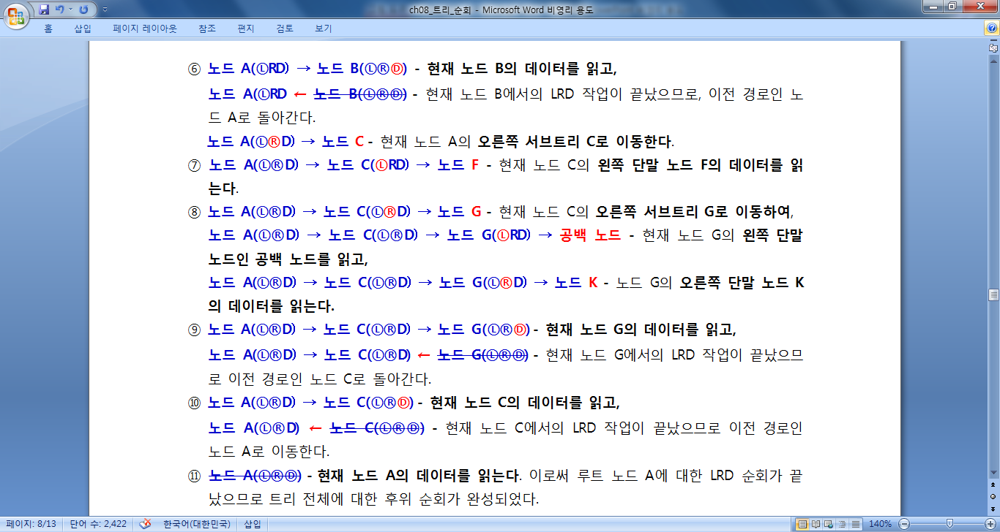 ch08_트리_순회 - Microsoft Word 비영리 용도
홈 삽입 페이지 레이아웃 참조 편지 검토 보기
⑥ 노드 A(ⓁRD) → 노드 B(ⓁⓇⒹ) - 현재 노드 B의 데이터를 읽고,
노드 A(ⓁRD ← 노드 B(ⓁⓇⒹ) - 현재 노드 B에서의 LRD 작업이 끝났으므로, 이전 경로인 노
드 A로 돌아간다.
노드 A(ⓁⓇD) → 노드 C - 현재 노드 A의 오른쪽 서브트리 C로 이동한다.
⑦ 노드 A(ⓁⓇD) → 노드 C(ⓁRD) → 노드 F - 현재 노드 C의 왼쪽 단말 노드 F의 데이터를 읽
는다.
⑧ 노드 A(ⓁⓇD) → 노드 C(ⓁⓇD) → 노드 G - 현재 노드 C의 오른쪽 서브트리 G로 이동하여,
노드 A(ⓁⓇD) → 노드 C(ⓁⓇD) → 노드 G(ⓁRD) → 공백 노드 - 현재 노드 G의 왼쪽 단말
노드인 공백 노드를 읽고,
노드 A(ⓁⓇD) → 노드 C(ⓁⓇD) → 노드 G(ⓁⓇD) → 노드 K - 노드 G의 오른쪽 단말 노드 K
의 데이터를 읽는다.
⑨ 노드 A(ⓁⓇD) → 노드 C(ⓁⓇD) → 노드 G(ⓁⓇⒹ) - 현재 노드 G의 데이터를 읽고,
노드 A(ⓁⓇD) → 노드 C(ⓁⓇD) ← 노드 G(ⓁⓇⒹ) - 현재 노드 G에서의 LRD 작업이 끝났으므
로 이전 경로인 노드 C로 돌아간다.
⑩ 노드 A(ⓁⓇD) → 노드 C(ⓁⓇⒹ) - 현재 노드 C의 데이터를 읽고,
노드 A(ⓁⓇD) ← 노드 C(ⓁⓇⒹ) - 현재 노드 C에서의 LRD 작업이 끝났으므로 이전 경로인
노드 A로 이동한다.
⑪ 노드 A(ⓁⓇⒹ) - 현재 노드 A의 데이터를 읽는다. 이로써 루트 노드 A에 대한 LRD 순회가 끝
났으므로 트리 전체에 대한 후위 순회가 완성되었다.
페이지: 8/13 단어 수: 2,422 한국어(대한민국) 삽입 140%